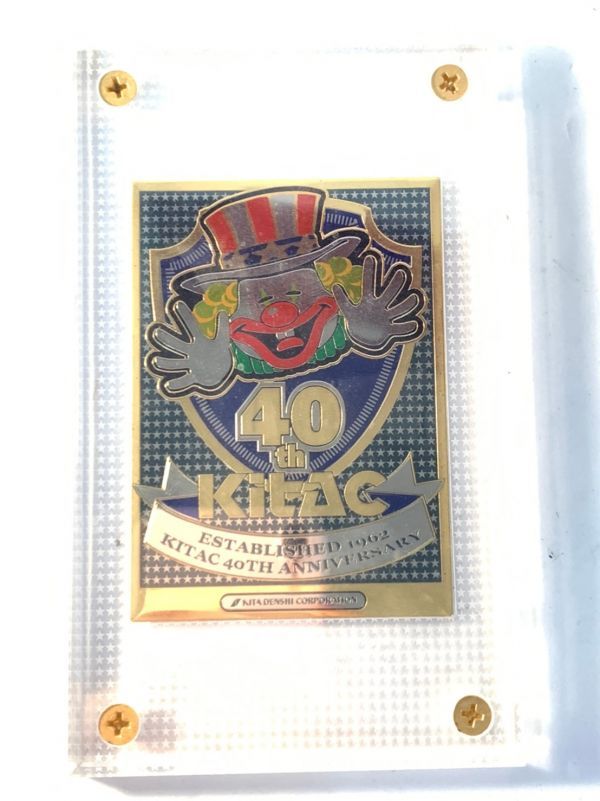 40
th
KitAC
ESTABLISHED 1962
KITAC 40TH ANNIVERSARY
KITA DENSHI CORPORATION